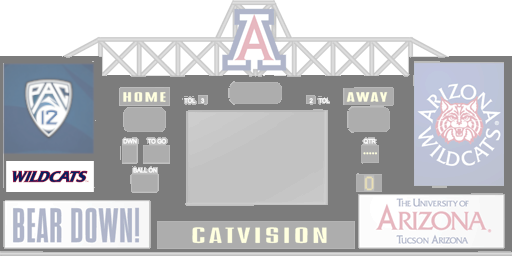 A
PAC
12
HOME
TOL 3
2 TOL
AWAY
ARIZONA
WILDCATS
DWN
TO GO
QTR
BALL ON
WILDCATS
0
BEAR DOWN!
CATVISION
THE UNIVERSITY OF
ARIZONA®
TUCSON ARIZONA